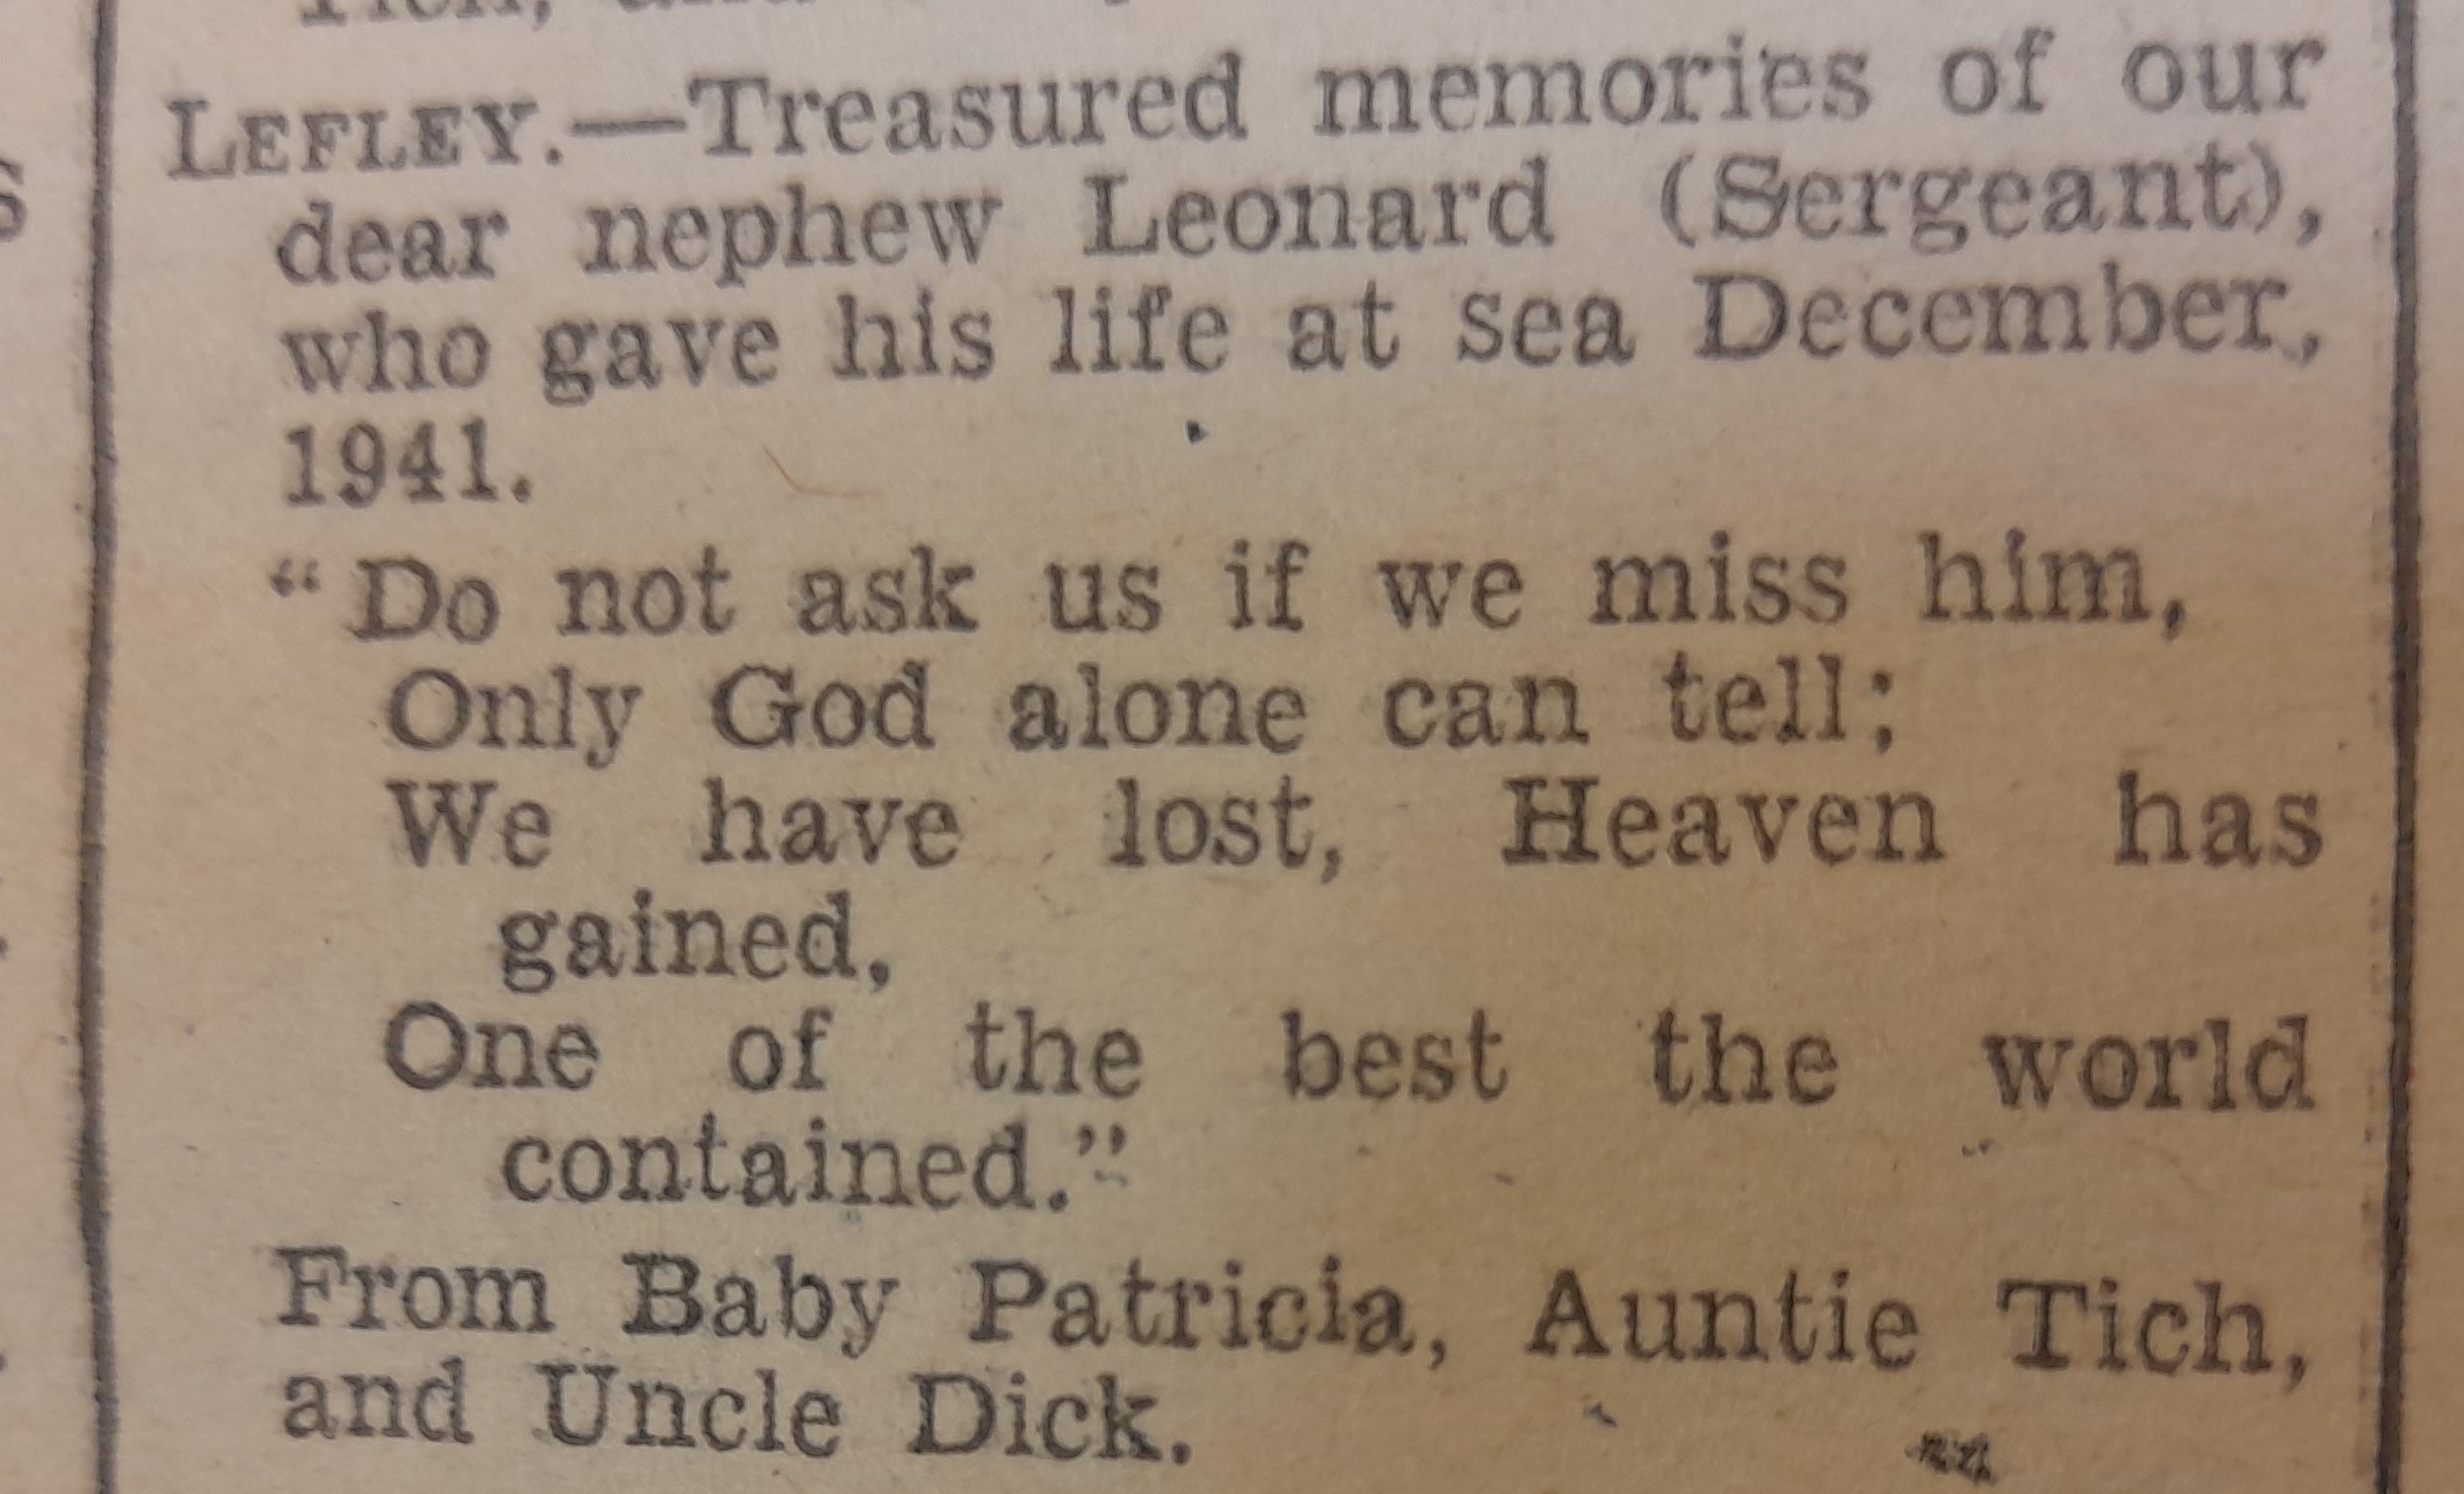 LEFLEY.—Treasured memories of our
dear nephew Leonard (Sergeant),
who gave his life at sea December,
1941.
“Do not ask us if we miss him,
Only God alone can tell;
We have lost, Heaven has
gained,
One of the best the world
contained.”
From Baby Patricia, Auntie Tich,
and Uncle Dick.